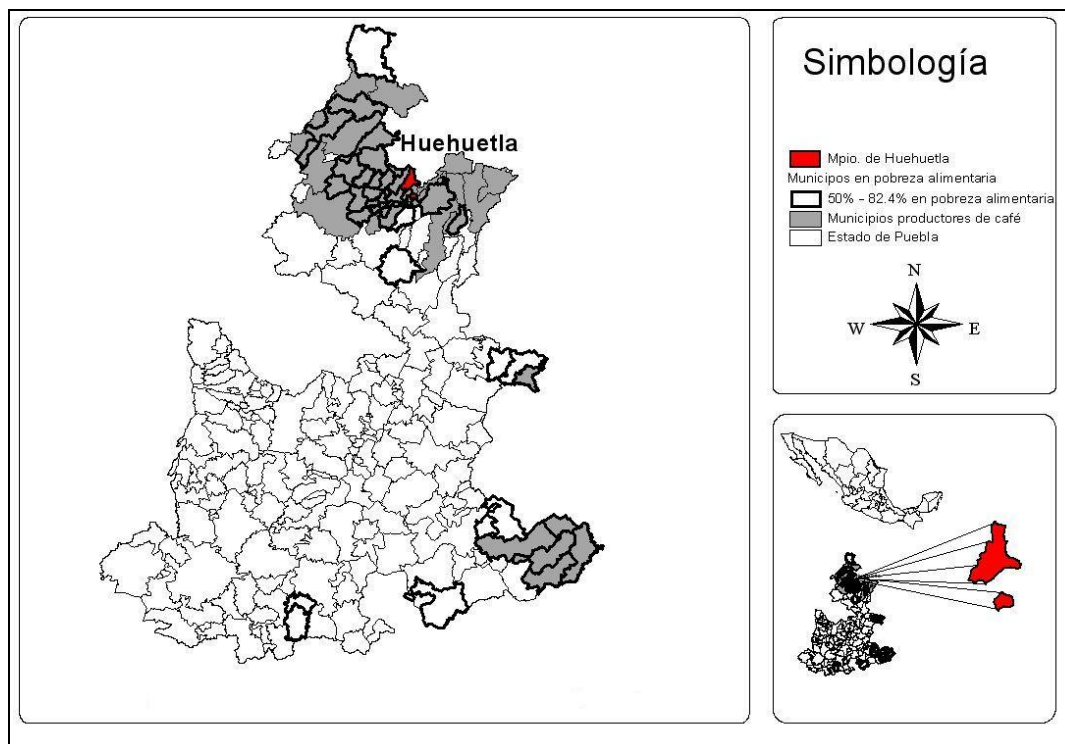 Huehuetla
Simbología
Mpio. de Huehuetla
Municipos en pobreza alimentaria
50% - 82.4% en pobreza alimentaria
Municipios productores de café
Estado de Puebla
N
W E
S